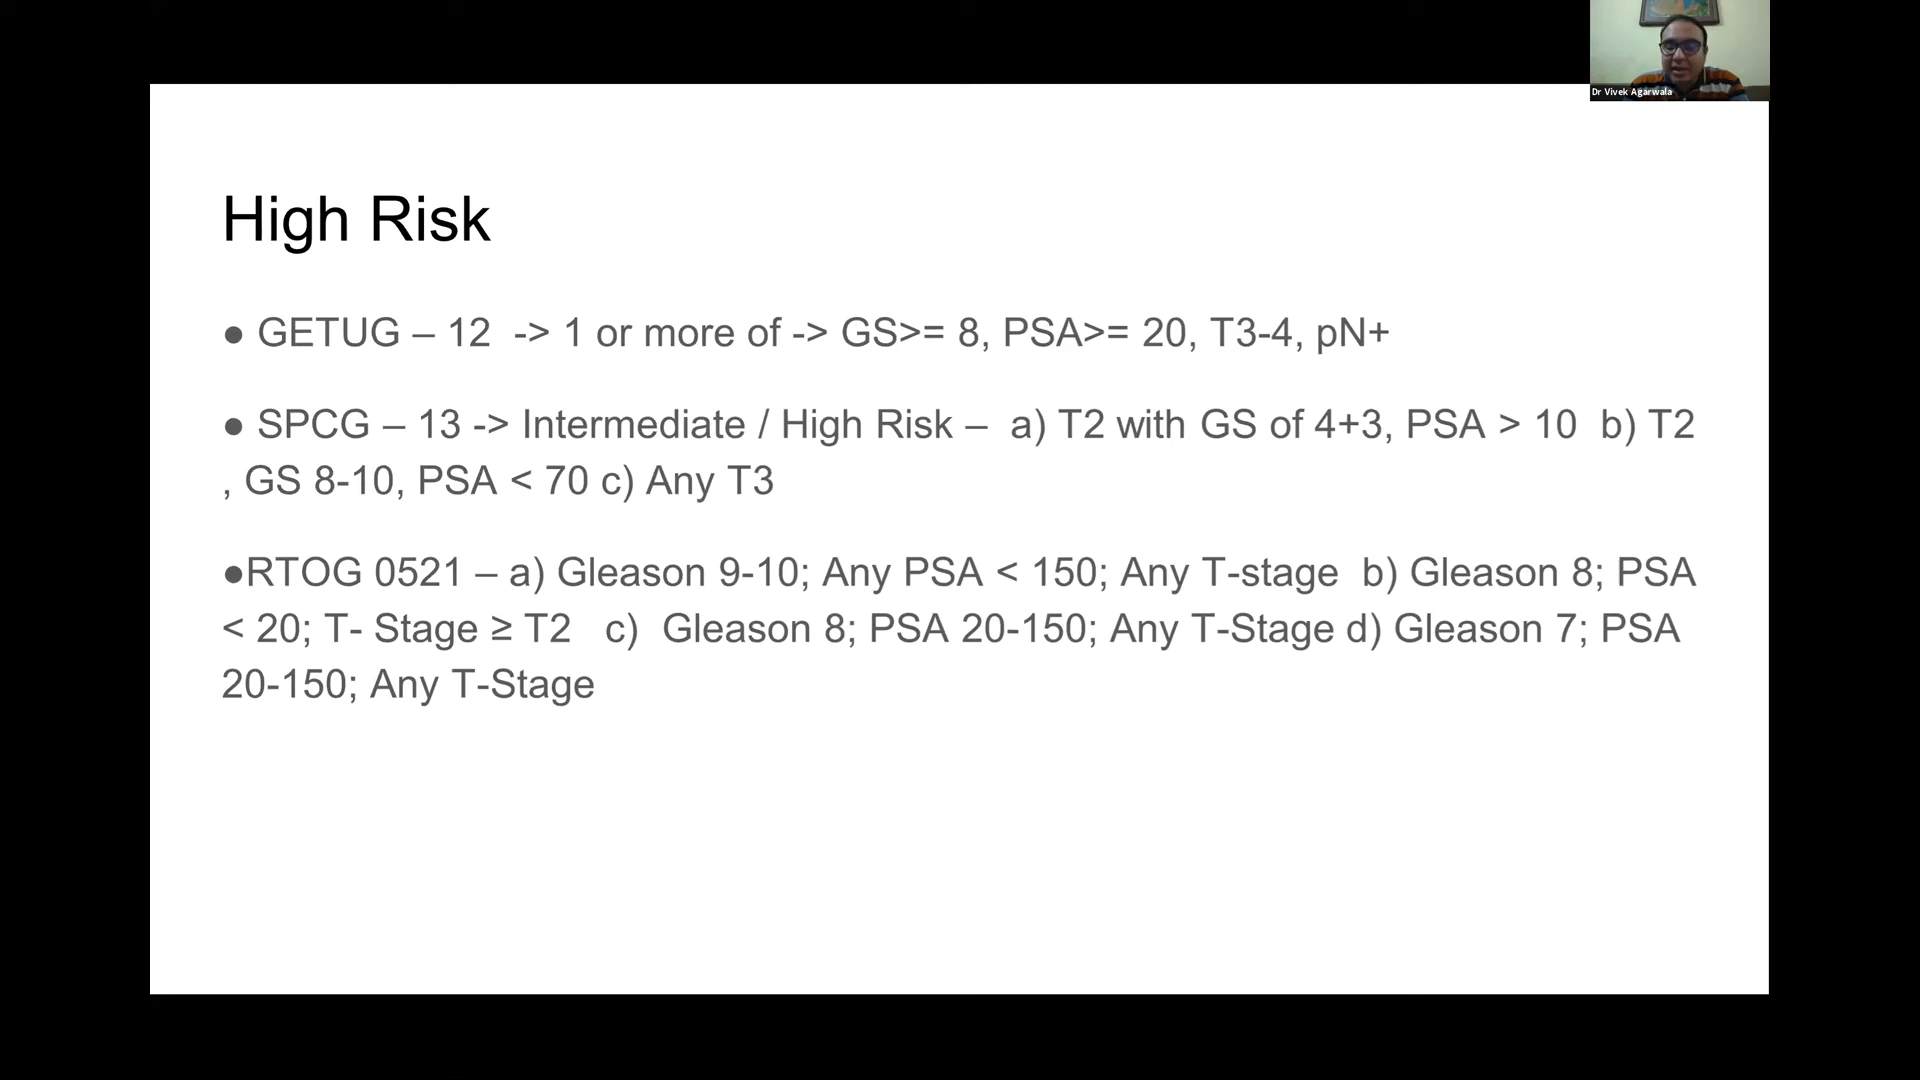 Dr Vivek Agarwala
High Risk
● GETUG – 12 -> 1 or more of -> GS>= 8, PSA>= 20, T3-4, pN+
● SPCG – 13 -> Intermediate / High Risk – a) T2 with GS of 4+3, PSA > 10 b) T2
, GS 8-10, PSA < 70 c) Any T3
●RTOG 0521 – a) Gleason 9-10; Any PSA < 150; Any T-stage b) Gleason 8; PSA
< 20; T- Stage ≥ T2 c) Gleason 8; PSA 20-150; Any T-Stage d) Gleason 7; PSA
20-150; Any T-Stage